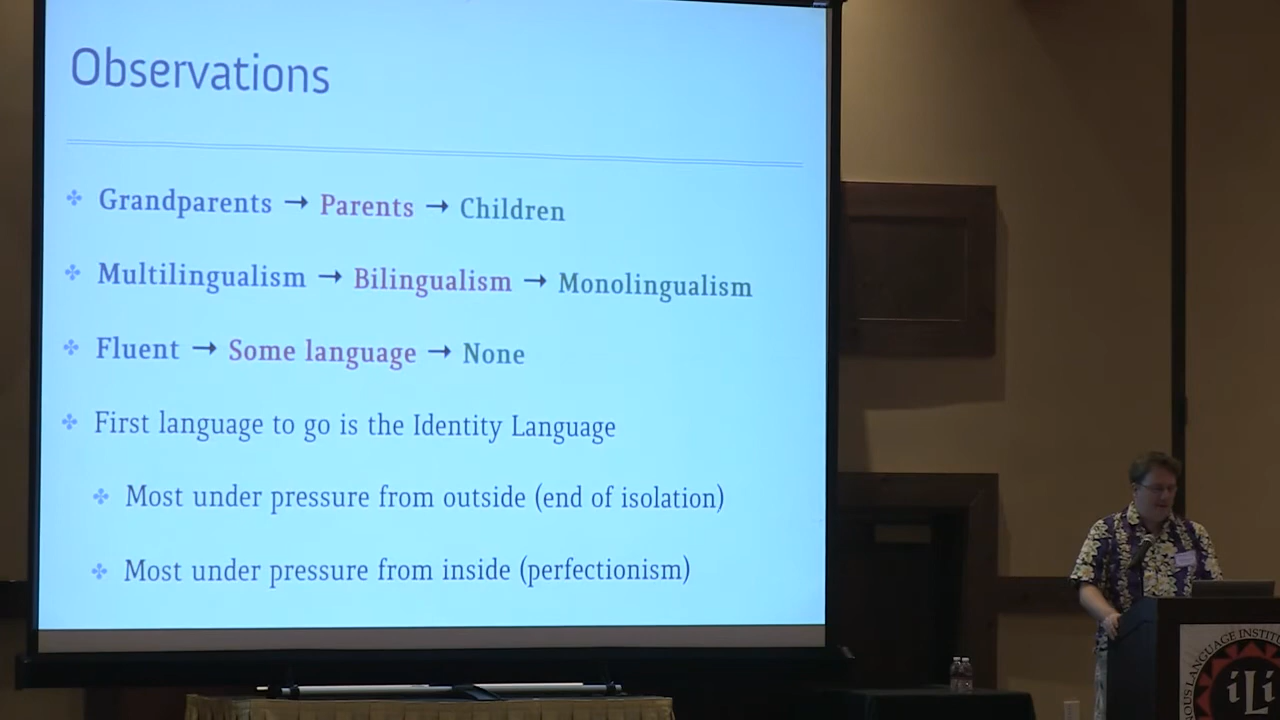 Observations
Grandparents → Parents → Children
Multilingualism → Bilingualism → Monolingualism
Fluent → Some language → None
First language to go is the Identity Language
Most under pressure from outside (end of isolation)
Most under pressure from inside (perfectionism)
LANGUAGE
iLi